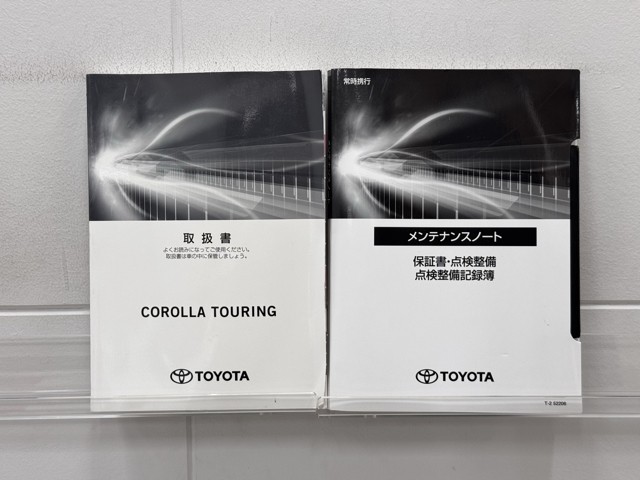 取扱書
よくお読みになってご使用ください。
取扱書は車の中に保管しましょう。
COROLLA TOURING
TOYOTA
常時携行
メンテナンスノート
保証書・点検整備
点検整備記録簿
TOYOTA
T-2 52206